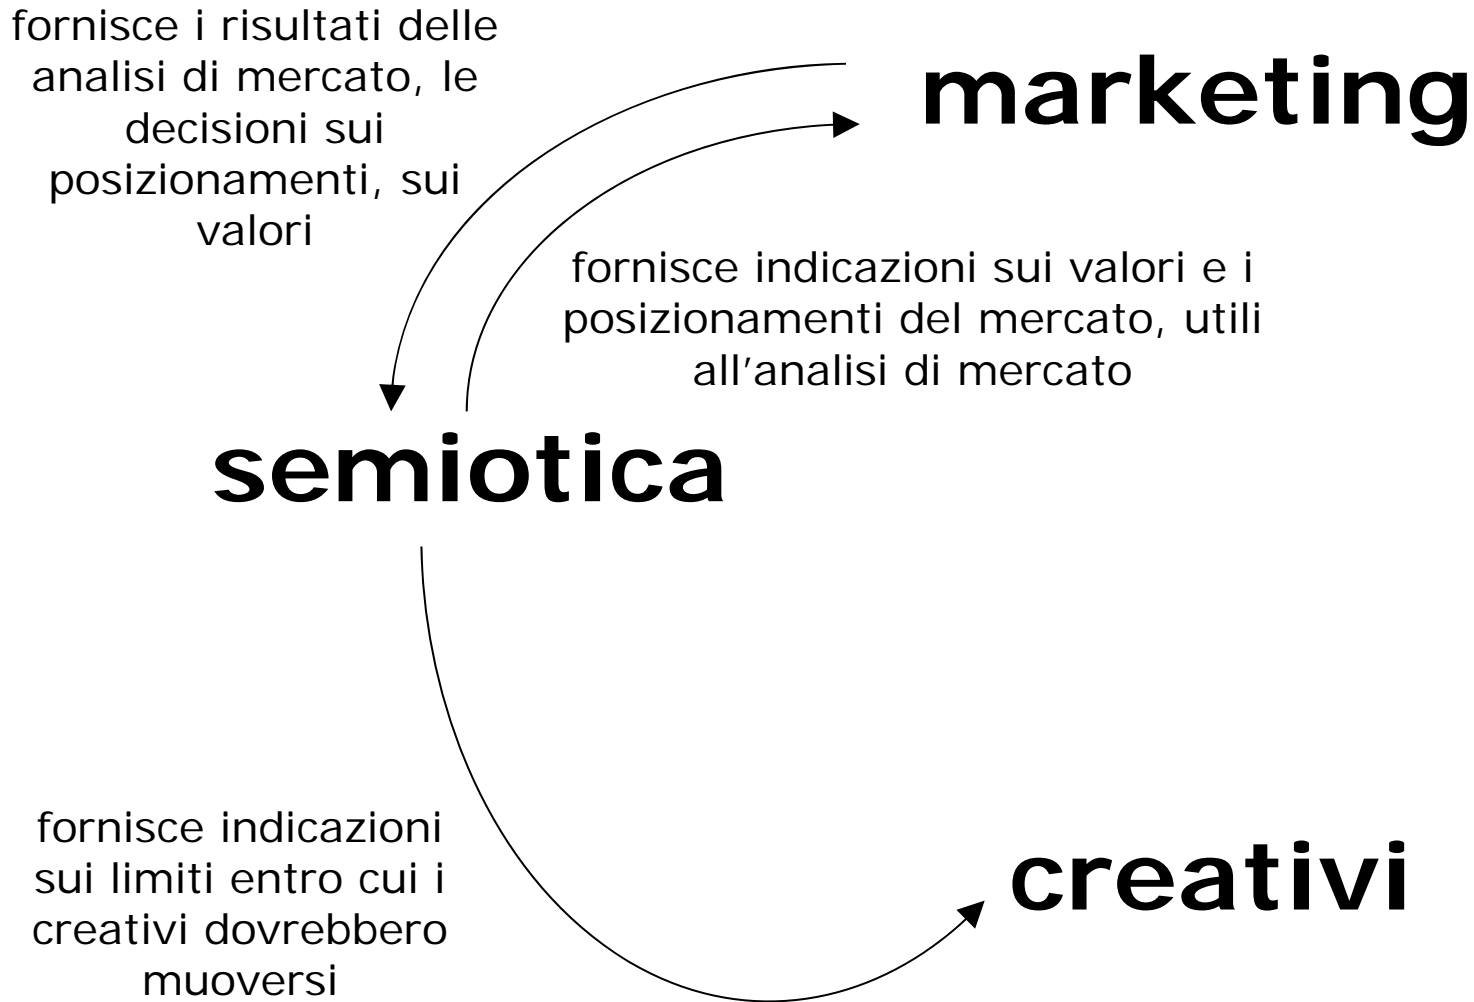 fornisce i risultati delle
analisi di mercato, le
decisioni sui
posizionamenti, sui
valori
marketing
fornisce indicazioni sui valori e i
posizionamenti del mercato, utili
all’analisi di mercato
semiotica
fornisce indicazioni
sui limiti entro cui i
creativi dovrebbero
muoversi
creativi